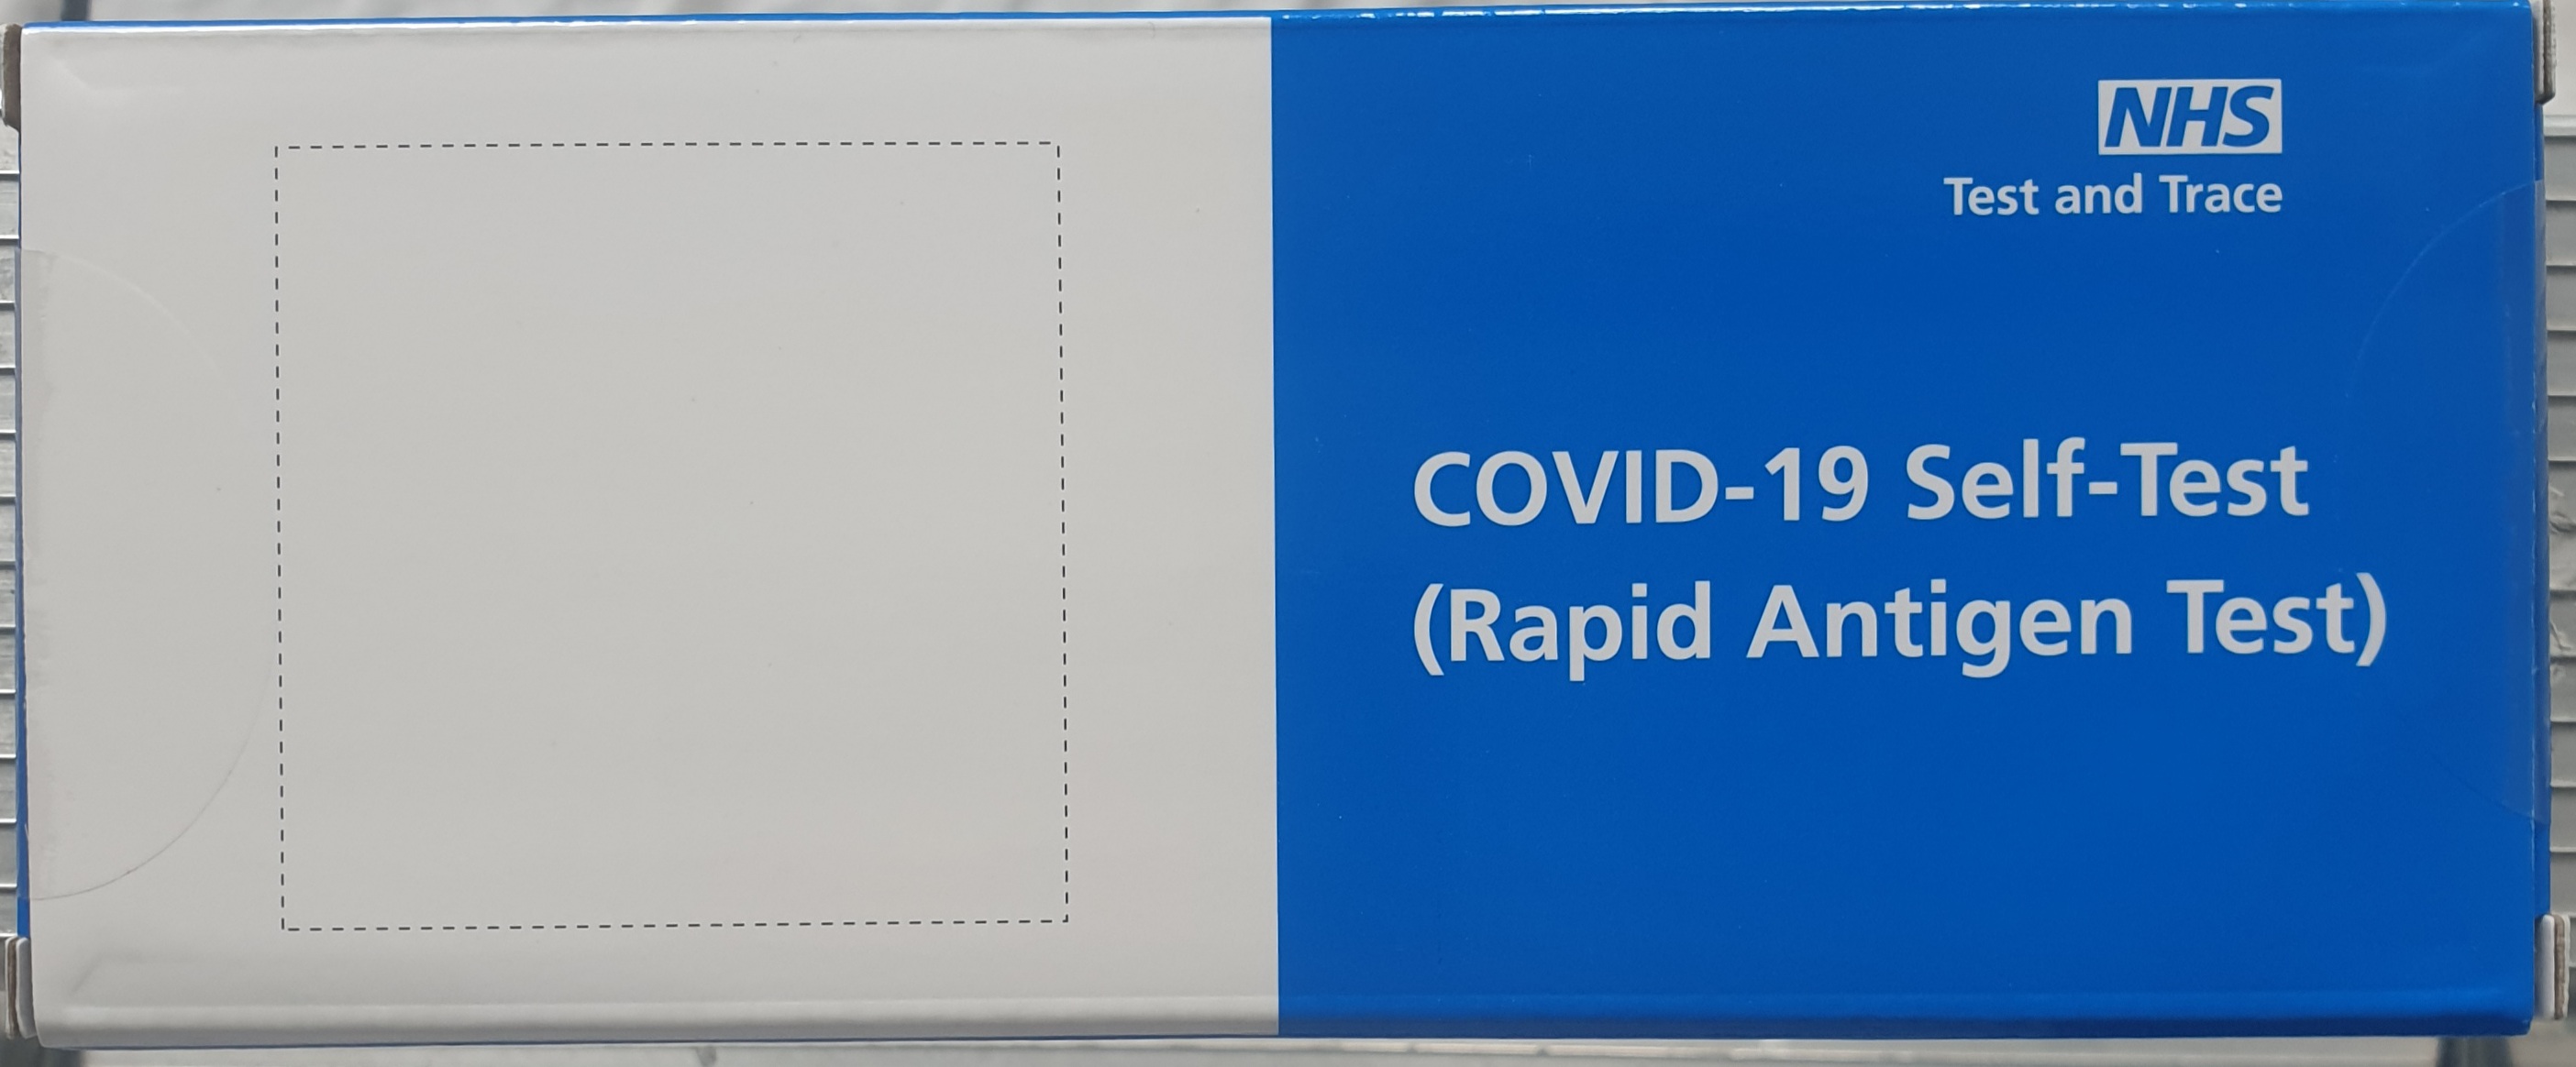 NHS
Test and Trace
COVID-19 Self-Test
(Rapid Antigen Test)